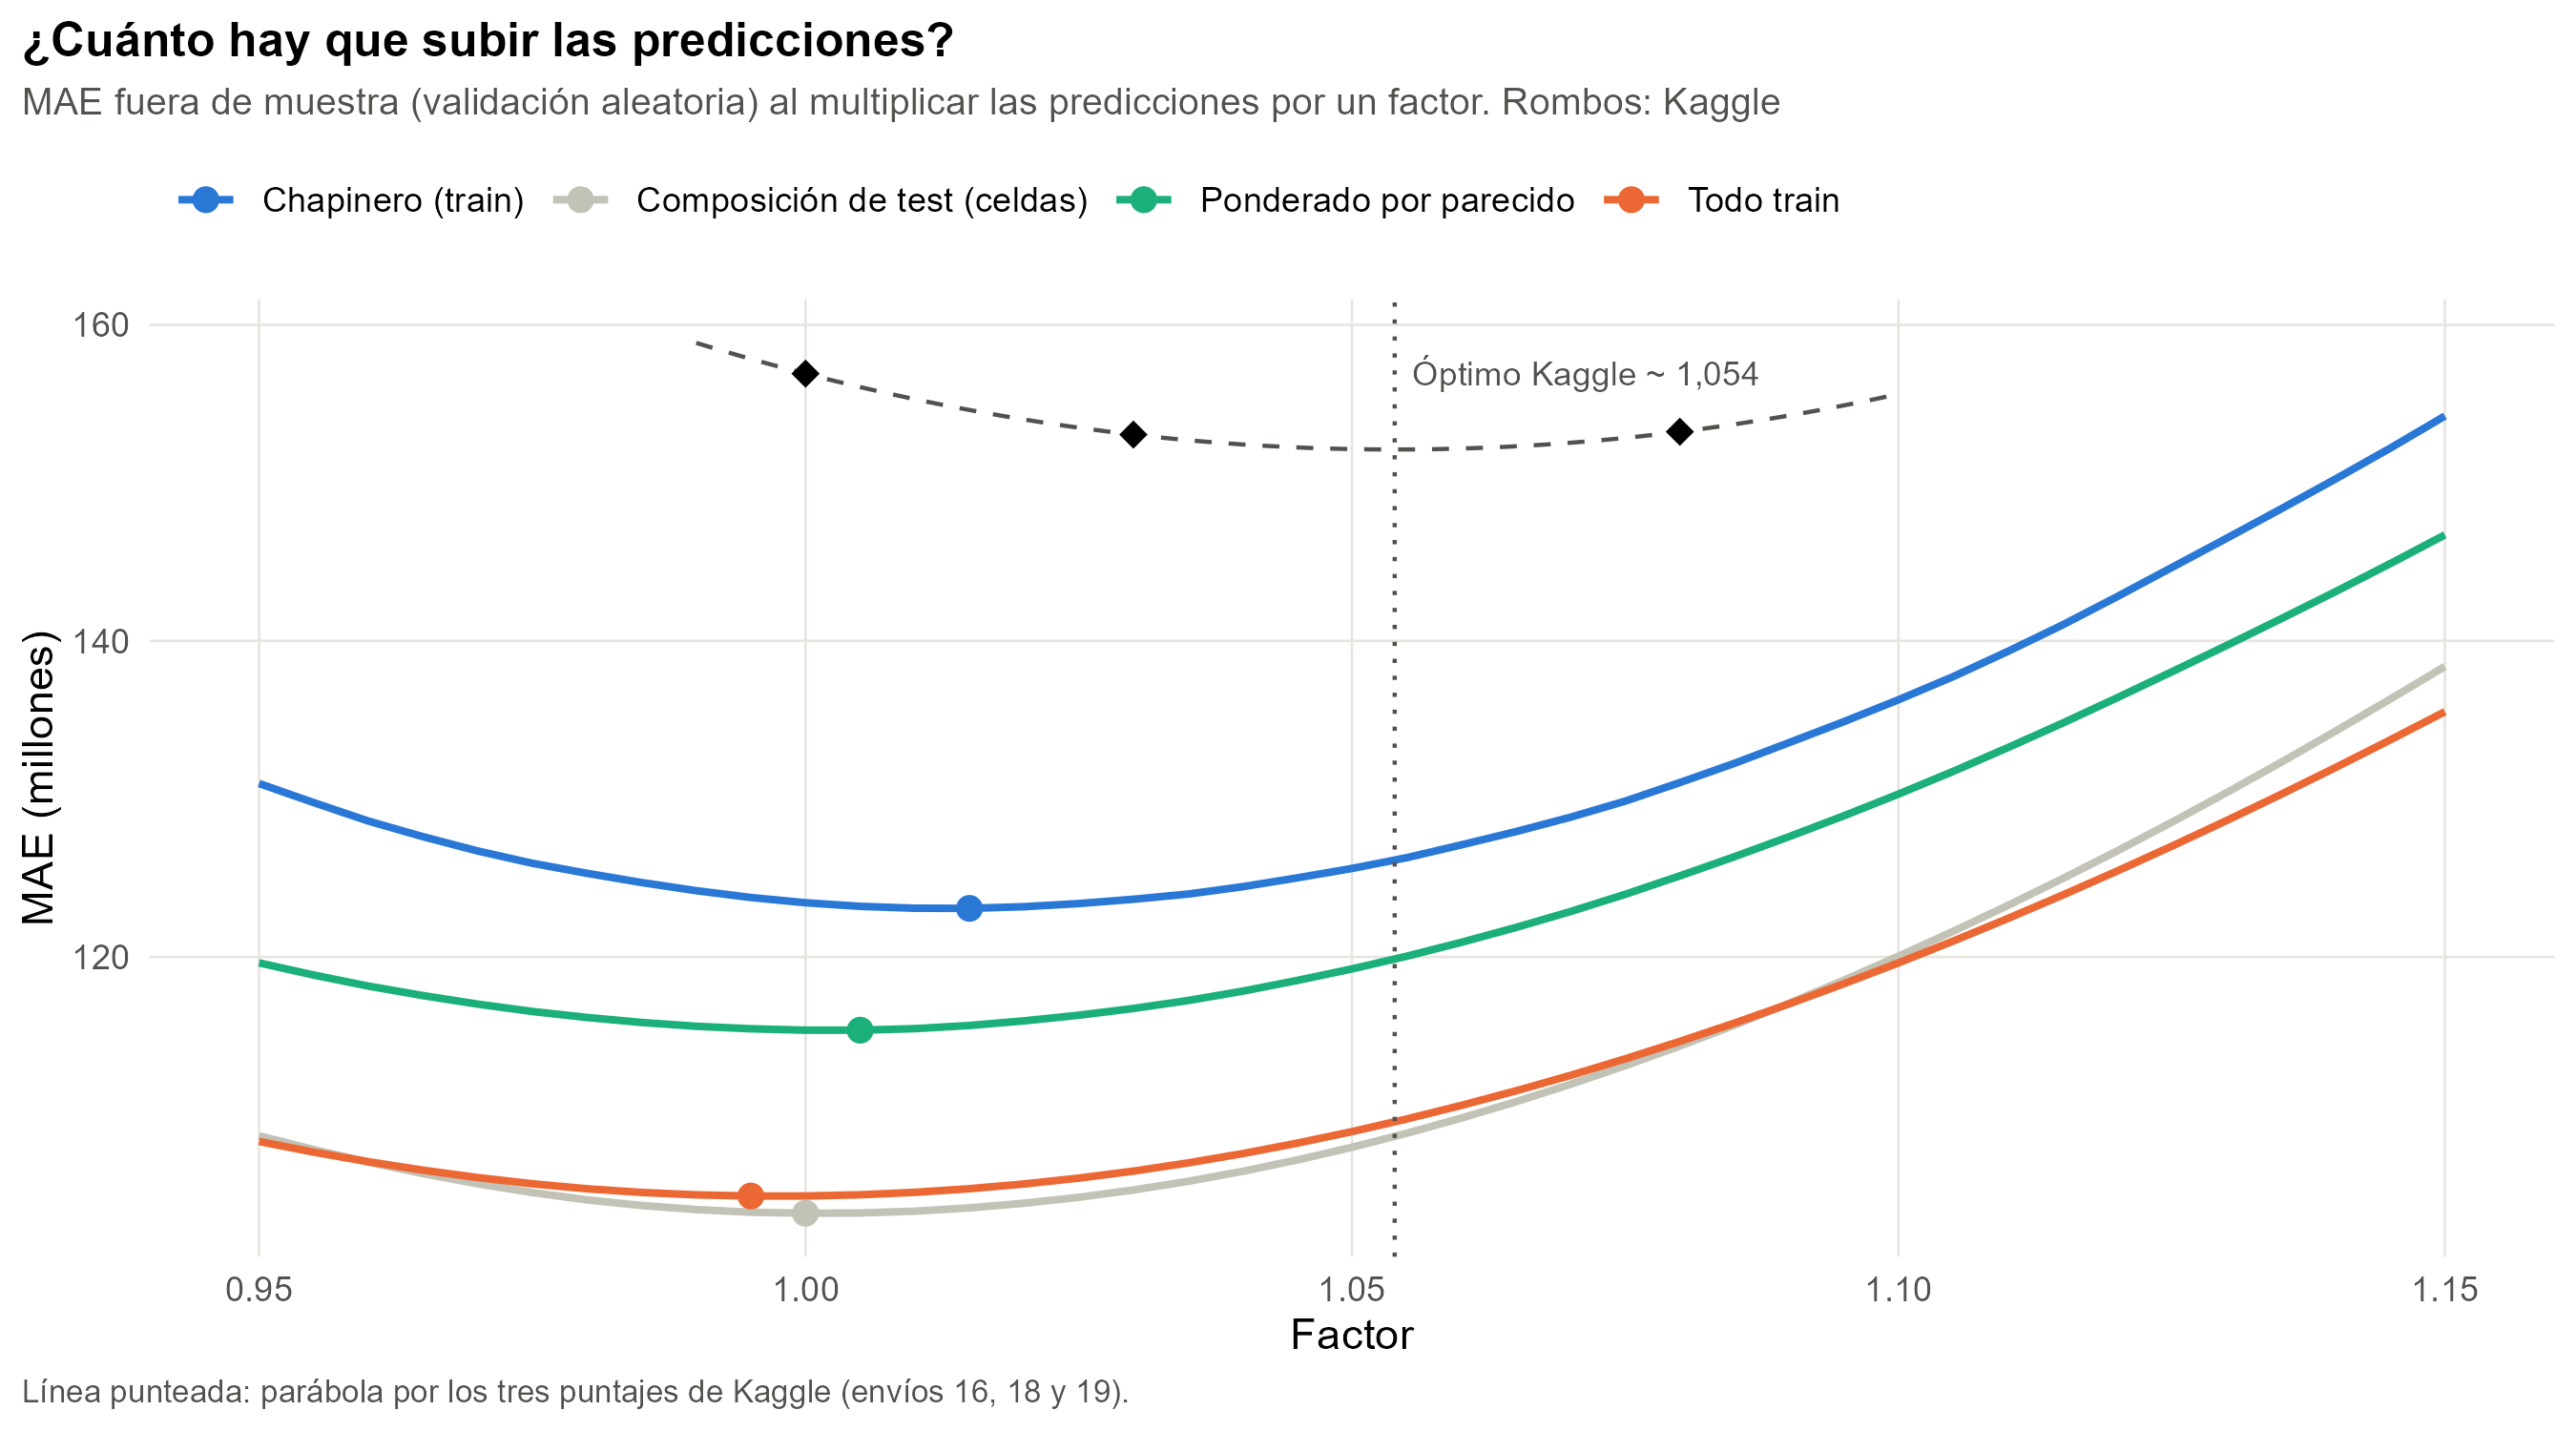 ¿Cuánto hay que subir las predicciones?
MAE fuera de muestra (validación aleatoria) al multiplicar las predicciones por un factor. Rombos: Kaggle
Chapinero (train) Composición de test (celdas) Ponderado por parecido Todo train
160
Óptimo Kaggle ~ 1,054
140
120
MAE (millones)
0.95 1.00 1.05 1.10 1.15
Factor
Línea punteada: parábola por los tres puntajes de Kaggle (envíos 16, 18 y 19).